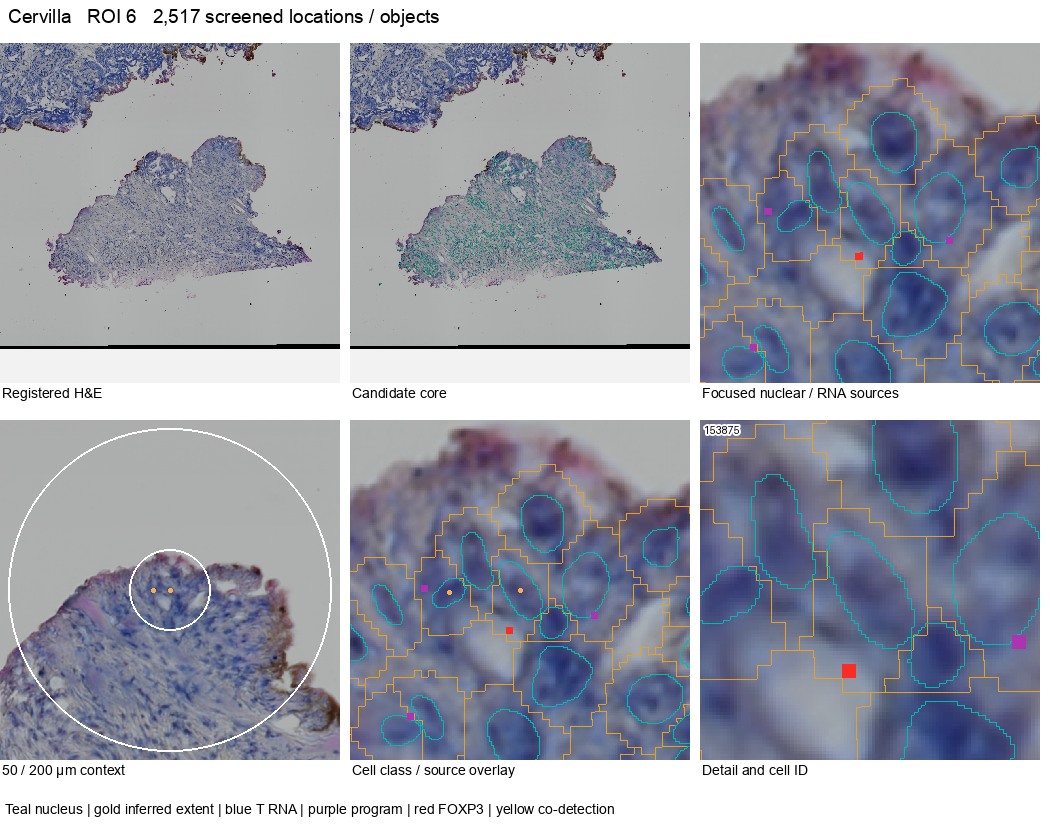 Cervilla ROI 6 2,517 screened locations / objects
Registered H&E
Candidate core
Focused nuclear / RNA sources
153875
50 / 200 µm context
Cell class / source overlay
Detail and cell ID
Teal nucleus | gold inferred extent | blue T RNA | purple program | red FOXP3 | yellow co-detection